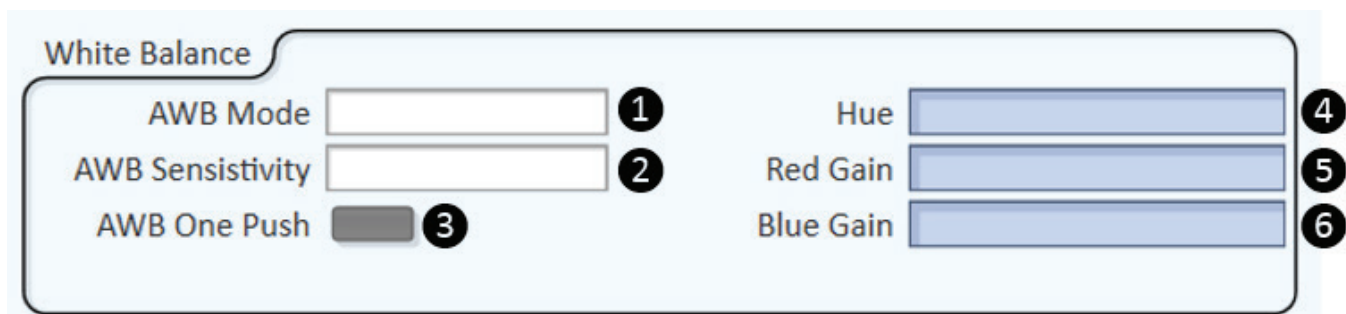 White Balance
AWB Mode 1 Hue 4
AWB Sensistivity 2 Red Gain 5
AWB One Push 3 Blue Gain 6